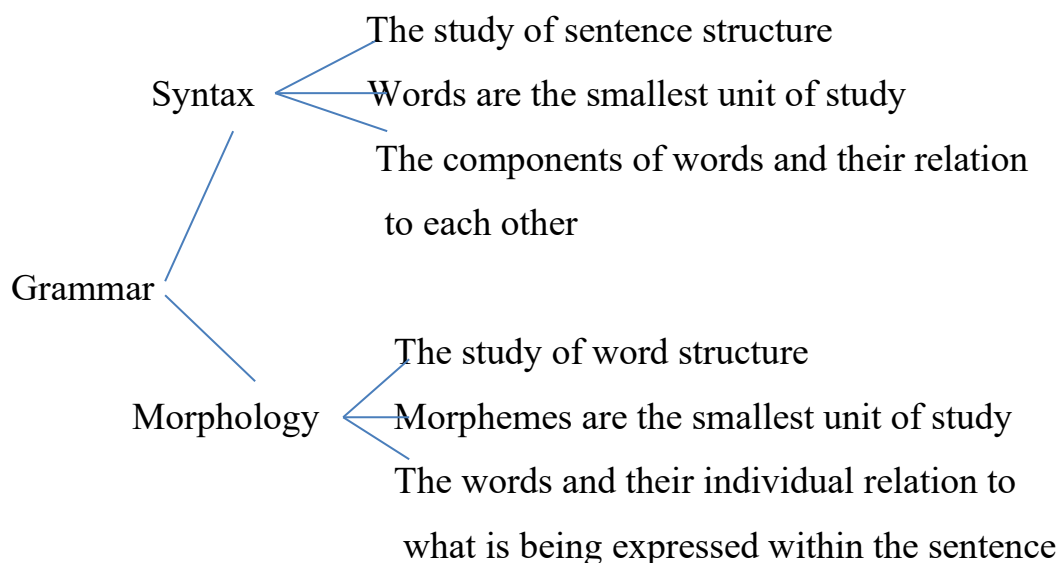 The study of sentence structure
Syntax
Words are the smallest unit of study
The components of words and their relation
to each other
Grammar
The study of word structure
Morphology
Morphemes are the smallest unit of study
The words and their individual relation to
what is being expressed within the sentence